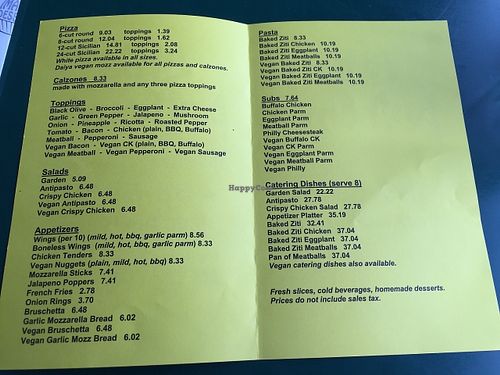 Pizza
6-cut round 9.03 toppings 1.39
8-cut round 12.04 toppings 1.62
12-cut Sicilian 14.81 toppings 2.08
24-cut Sicilian 22.22 toppings 3.24
White pizza available in all sizes.
Daiya vegan mozz available for all pizzas and calzones.
Calzones 8.33
made with mozzarella and any three pizza toppings
Toppings
Black Olive - Broccoli - Eggplant - Extra Cheese
Garlic - Green Pepper - Jalapeno - Mushroom
Onion - Pineapple - Ricotta - Roasted Pepper
Tomato - Bacon - Chicken (plain, BBQ, Buffalo)
Meatball - Pepperoni - Sausage
Vegan Bacon - Vegan CK (plain, BBQ, Buffalo)
Vegan Meatball - Vegan Pepperoni - Vegan Sausage
Salads
Garden 5.09
Antipasto 6.48
Crispy Chicken 6.48
Vegan Antipasto 6.48
Vegan Crispy Chicken 6.48
Appetizers
Wings (per 10) (mild, hot, bbq, garlic parm) 8.56
Boneless Wings (mild, hot, bbq, garlic parm) 8.33
Chicken Tenders 8.33
Vegan Nuggets (plain, mild, hot, bbq) 8.33
Mozzarella Sticks 7.41
Jalapeno Poppers 7.41
French Fries 2.78
Onion Rings 3.70
Bruschetta 6.48
Garlic Mozzarella Bread 6.02
Vegan Bruschetta 6.48
Vegan Garlic Mozz Bread 6.02
Pasta
Baked Ziti 8.33
Baked Ziti Chicken 10.19
Baked Ziti Eggplant 10.19
Baked Ziti Meatballs 10.19
Vegan Baked Ziti 8.33
Vegan Baked Ziti CK 10.19
Vegan Baked Ziti Eggplant 10.19
Vegan Baked Ziti Meatballs 10.19
Subs 7.64
Buffalo Chicken
Chicken Parm
Eggplant Parm
Meatball Parm
Philly Cheesesteak
Vegan Buffalo CK
Vegan CK Parm
Vegan Eggplant Parm
Vegan Meatball Parm
Vegan Philly
Catering Dishes (serve 8)
Garden Salad 22.22
Antipasto 27.78
Crispy Chicken Salad 27.78
Appetizer Platter 35.19
Baked Ziti 32.41
Baked Ziti Chicken 37.04
Baked Ziti Eggplant 37.04
Baked Ziti Meatballs 37.04
Pan of Meatballs 37.04
Vegan catering dishes also available.
Fresh slices, cold beverages, homemade desserts.
Prices do not include sales tax.